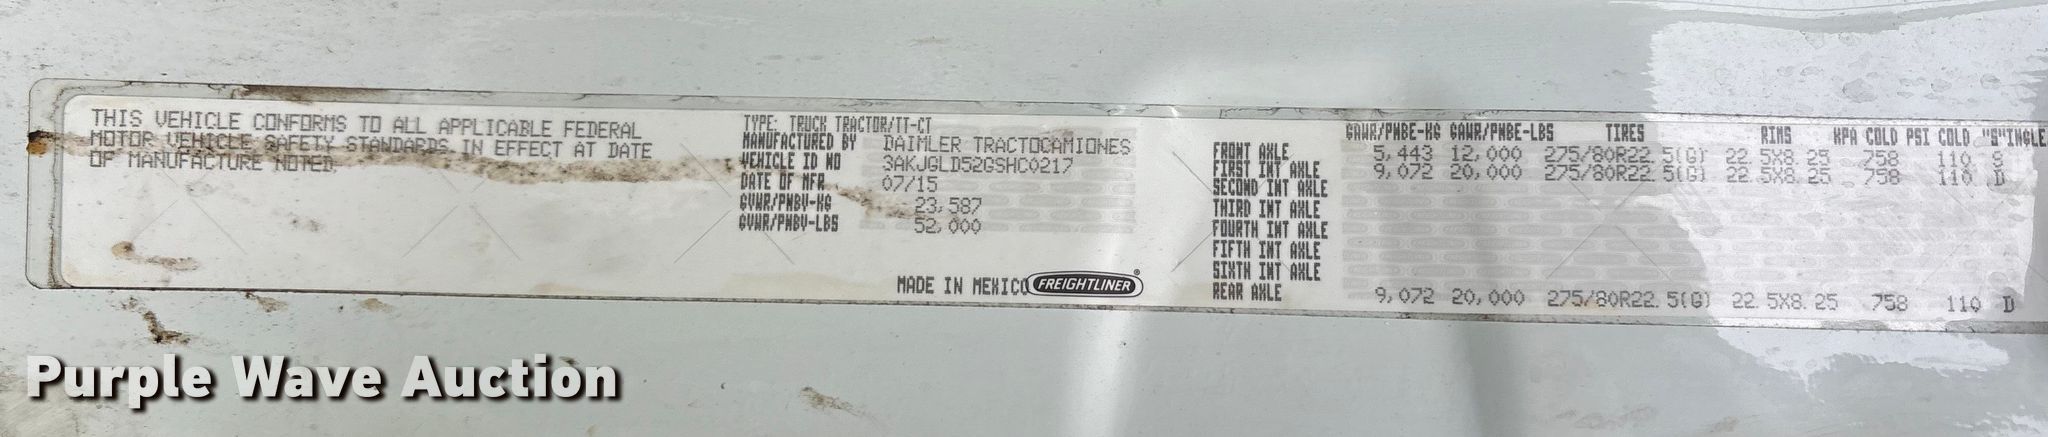 THIS VEHICLE CONFORMS TO ALL APPLICABLE FEDERAL
MOTOR VEHICLE SAFETY STANDARDS IN EFFECT AT DATE
OF MANUFACTURE NOTED.
TYPE: TRUCK TRACTOR/TT-CT
MANUFACTURED BY DAIMLER TRACTOCAMIONES
VEHICLE ID NO 3AKJGLD52GSHC0217
DATE OF MFR 07/15
GVWR/PNBV-KG 23,587
GVWR/PNBV-LBS 52,000
MADE IN MEXICO FREIGHTLINER®
GAWR/PNBE-KG GAWR/PNBE-LBS TIRES RIMS KPA COLD PSI COLD "S"INGLE
FRONT AXLE 5,443 12,000 275/80R22.5(G) 22.5X8.25 758 110 S
FIRST INT AXLE 9,072 20,000 275/80R22.5(G) 22.5X8.25 758 110 D
SECOND INT AXLE
THIRD INT AXLE
FOURTH INT AXLE
FIFTH INT AXLE
SIXTH INT AXLE
REAR AXLE 9,072 20,000 275/80R22.5(G) 22.5X8.25 758 110 D
Purple Wave Auction